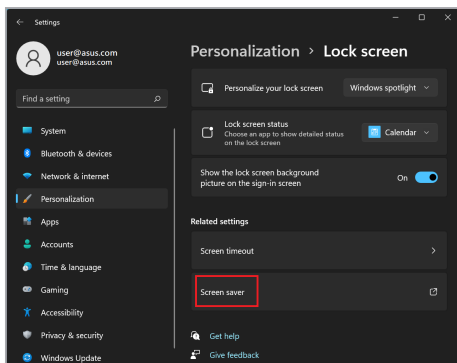 Settings
user@asus.com
user@asus.com
Find a setting
System
Bluetooth & devices
Network & internet
Personalization
Apps
Accounts
Time & language
Gaming
Accessibility
Privacy & security
Windows Update
Personalization > Lock screen
Personalize your lock screen
Windows spotlight
Lock screen status
Choose an app to show detailed status
on the lock screen
Calendar
Show the lock screen background
picture on the sign-in screen
On
Related settings
Screen timeout
Screen saver
Get help
Give feedback